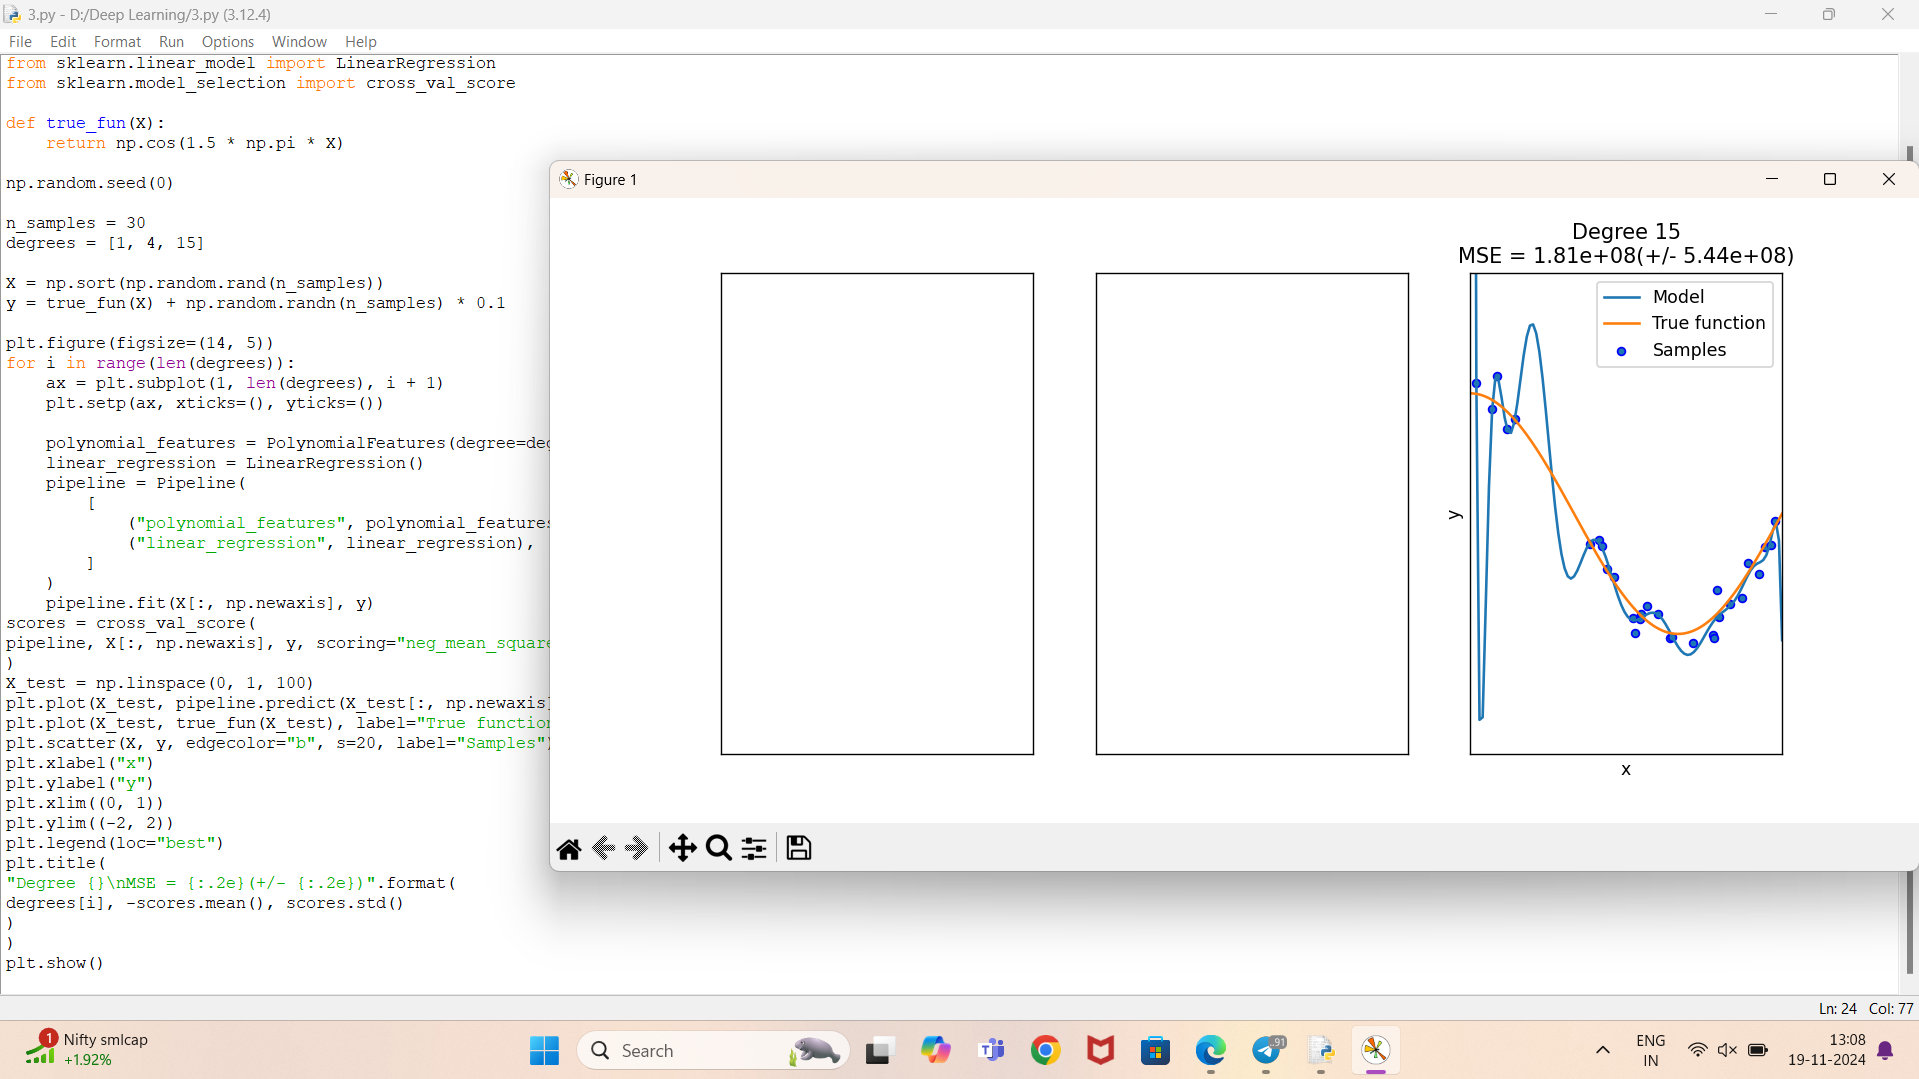 3.py - D:/Deep Learning/3.py (3.12.4)
File Edit Format Run Options Window Help
from sklearn.linear_model import LinearRegression
from sklearn.model_selection import cross_val_score
def true_fun(X):
    return np.cos(1.5 * np.pi * X)
np.random.seed(0)
n_samples = 30
degrees = [1, 4, 15]
X = np.sort(np.random.rand(n_samples))
y = true_fun(X) + np.random.randn(n_samples) * 0.1
plt.figure(figsize=(14, 5))
for i in range(len(degrees)):
    ax = plt.subplot(1, len(degrees), i + 1)
    plt.setp(ax, xticks=(), yticks=())
    polynomial_features = PolynomialFeatures(degree=deg
    linear_regression = LinearRegression()
    pipeline = Pipeline(
        [
            ("polynomial_features", polynomial_features
            ("linear_regression", linear_regression),
        ]
    )
    pipeline.fit(X[:, np.newaxis], y)
scores = cross_val_score(
pipeline, X[:, np.newaxis], y, scoring="neg_mean_square
)
X_test = np.linspace(0, 1, 100)
plt.plot(X_test, pipeline.predict(X_test[:, np.newaxis]
plt.plot(X_test, true_fun(X_test), label="True function
plt.scatter(X, y, edgecolor="b", s=20, label="Samples")
plt.xlabel("x")
plt.ylabel("y")
plt.xlim((0, 1))
plt.ylim((-2, 2))
plt.legend(loc="best")
plt.title(
"Degree {}\nMSE = {:.2e}(+/- {:.2e})".format(
degrees[i], -scores.mean(), scores.std()
)
)
plt.show()
Figure 1
Degree 15
MSE = 1.81e+08(+/- 5.44e+08)
Model
True function
Samples
y
x
Ln: 24 Col: 77
1
Nifty smlcap
+1.92%
Search
91
ENG
IN
13:08
19-11-2024